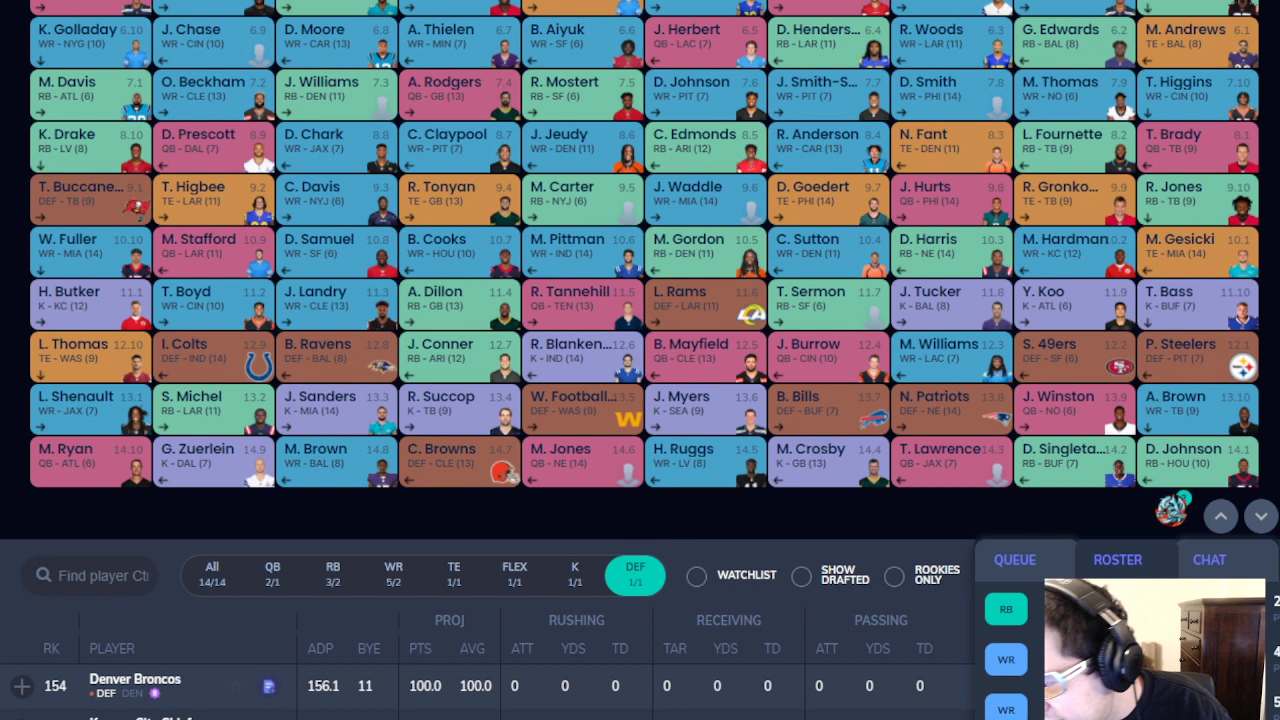 K. Golladay 6.10 J. Chase 6.9 D. Moore 6.8 A. Thielen 6.7 B. Aiyuk 6.6 J. Herbert 6.5 D. Henders... 6.4 R. Woods 6.3 G. Edwards 6.2 M. Andrews 6.1
WR - NYG (10) WR - CIN (10) WR - CAR (13) WR - MIN (7) WR - SF (6) QB - LAC (7) RB - LAR (11) WR - LAR (11) RB - BAL (8) TE - BAL (8)
M. Davis 7.1 O. Beckham 7.2 J. Williams 7.3 A. Rodgers 7.4 R. Mostert 7.5 D. Johnson 7.6 J. Smith-S... 7.7 D. Smith 7.8 M. Thomas 7.9 T. Higgins 7.10
RB - ATL (6) WR - CLE (13) RB - DEN (11) QB - GB (13) RB - SF (6) WR - PIT (7) WR - PIT (7) WR - PHI (14) WR - NO (6) WR - CIN (10)
K. Drake 8.10 D. Prescott 8.9 D. Chark 8.8 C. Claypool 8.7 J. Jeudy 8.6 C. Edmonds 8.5 R. Anderson 8.4 N. Fant 8.3 L. Fournette 8.2 T. Brady 8.1
RB - LV (8) QB - DAL (7) WR - JAX (7) WR - PIT (7) WR - DEN (11) RB - ARI (12) WR - CAR (13) TE - DEN (11) RB - TB (9) QB - TB (9)
T. Buccane... 9.1 T. Higbee 9.2 C. Davis 9.3 R. Tonyan 9.4 M. Carter 9.5 J. Waddle 9.6 D. Goedert 9.7 J. Hurts 9.8 R. Gronko... 9.9 R. Jones 9.10
DEF - TB (9) TE - LAR (11) WR - NYJ (6) TE - GB (13) RB - NYJ (6) WR - MIA (14) TE - PHI (14) QB - PHI (14) TE - TB (9) RB - TB (9)
W. Fuller 10.10 M. Stafford 10.9 D. Samuel 10.8 B. Cooks 10.7 M. Pittman 10.6 M. Gordon 10.5 C. Sutton 10.4 D. Harris 10.3 M. Hardman 10.2 M. Gesicki 10.1
WR - MIA (14) QB - LAR (11) WR - SF (6) WR - HOU (10) WR - IND (14) RB - DEN (11) WR - DEN (11) RB - NE (14) WR - KC (12) TE - MIA (14)
H. Butker 11.1 T. Boyd 11.2 J. Landry 11.3 A. Dillon 11.4 R. Tannehill 11.5 L. Rams 11.6 T. Sermon 11.7 J. Tucker 11.8 Y. Koo 11.9 T. Bass 11.10
K - KC (12) WR - CIN (10) WR - CLE (13) RB - GB (13) QB - TEN (13) DEF - LAR (11) RB - SF (6) K - BAL (8) K - ATL (6) K - BUF (7)
L. Thomas 12.10 I. Colts 12.9 B. Ravens 12.8 J. Conner 12.7 R. Blanken... 12.6 B. Mayfield 12.5 J. Burrow 12.4 M. Williams 12.3 S. 49ers 12.2 P. Steelers 12.1
TE - WAS (9) DEF - IND (14) DEF - BAL (8) RB - ARI (12) K - IND (14) QB - CLE (13) QB - CIN (10) WR - LAC (7) DEF - SF (6) DEF - PIT (7)
L. Shenault 13.1 S. Michel 13.2 J. Sanders 13.3 R. Succop 13.4 W. Football... 13.5 J. Myers 13.6 B. Bills 13.7 N. Patriots 13.8 J. Winston 13.9 A. Brown 13.10
WR - JAX (7) RB - LAR (11) K - MIA (14) K - TB (9) DEF - WAS (9) K - SEA (9) DEF - BUF (7) DEF - NE (14) QB - NO (6) WR - TB (9)
M. Ryan 14.10 G. Zuerlein 14.9 M. Brown 14.8 C. Browns 14.7 M. Jones 14.6 H. Ruggs 14.5 M. Crosby 14.4 T. Lawrence 14.3 D. Singleta... 14.2 D. Johnson 14.1
QB - ATL (6) K - DAL (7) WR - BAL (8) DEF - CLE (13) QB - NE (14) WR - LV (8) K - GB (13) QB - JAX (7) RB - BUF (7) RB - HOU (10)
QUEUE ROSTER CHAT
All QB RB WR TE FLEX K DEF
14/14 2/1 3/2 5/2 1/1 1/1 1/1 1/1
Find player Ctr
WATCHLIST
SHOW DRAFTED
ROOKIES ONLY
RB
WR
WR
PROJ RUSHING RECEIVING PASSING
RK PLAYER ADP BYE PTS AVG ATT YDS TD TAR YDS TD ATT YDS TD
154 Denver Broncos 156.1 11 100.0 100.0 0 0 0 0 0 0 0 0 0
DEF DEN